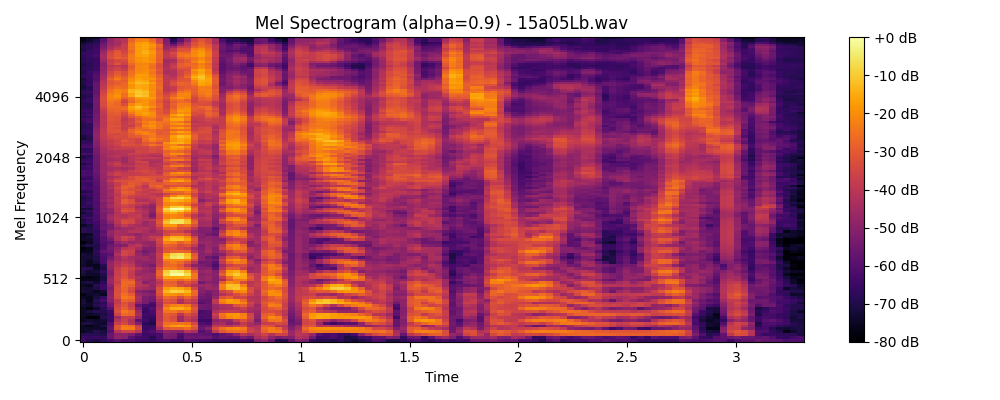 Mel Spectrogram (alpha=0.9) - 15a05Lb.wav
Mel Frequency
4096
2048
1024
512
0
0
0.5
1
1.5
2
2.5
3
Time
+0 dB
-10 dB
-20 dB
-30 dB
-40 dB
-50 dB
-60 dB
-70 dB
-80 dB